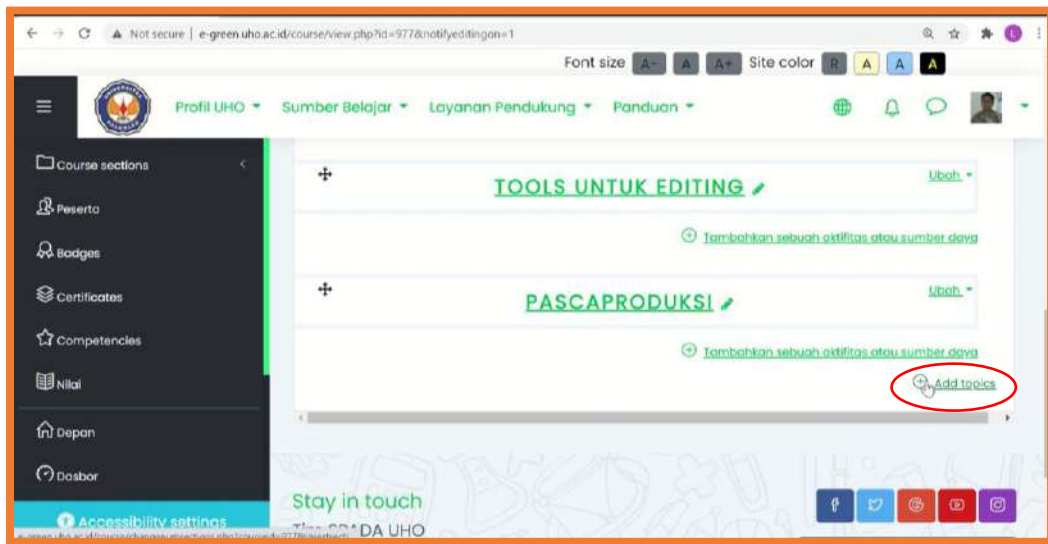 Not secure | e-green.uho.ac.id/course/view.php?id=977&notifyeditingon=1
Font size A- A A+ Site color R A A A
Profil UHO Sumber Belajar Layanan Pendukung Panduan
Course sections
TOOLS UNTUK EDITING
Ubah
Peserta
Tambahkan sebuah aktifitas atau sumber daya
Badges
Certificates
PASCAPRODUKSI
Ubah
Competencies
Tambahkan sebuah aktifitas atau sumber daya
Nilai
Add topics
Depan
Dasbor
Stay in touch
Accessibility settings